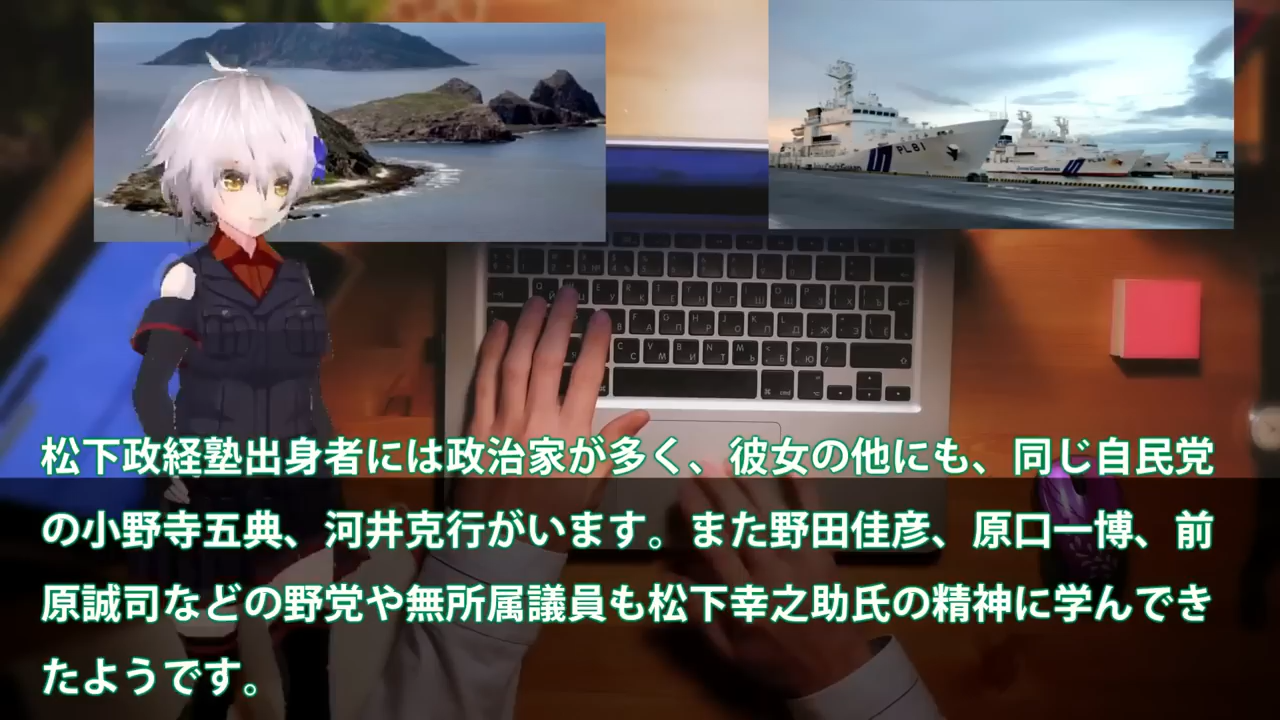 PL81
松下政経塾出身者には政治家が多く、彼女の他にも、同じ自民党
の小野寺五典、河井克行がいます。また野田佳彦、原口一博、前
原誠司などの野党や無所属議員も松下幸之助氏の精神に学んでき
たようです。